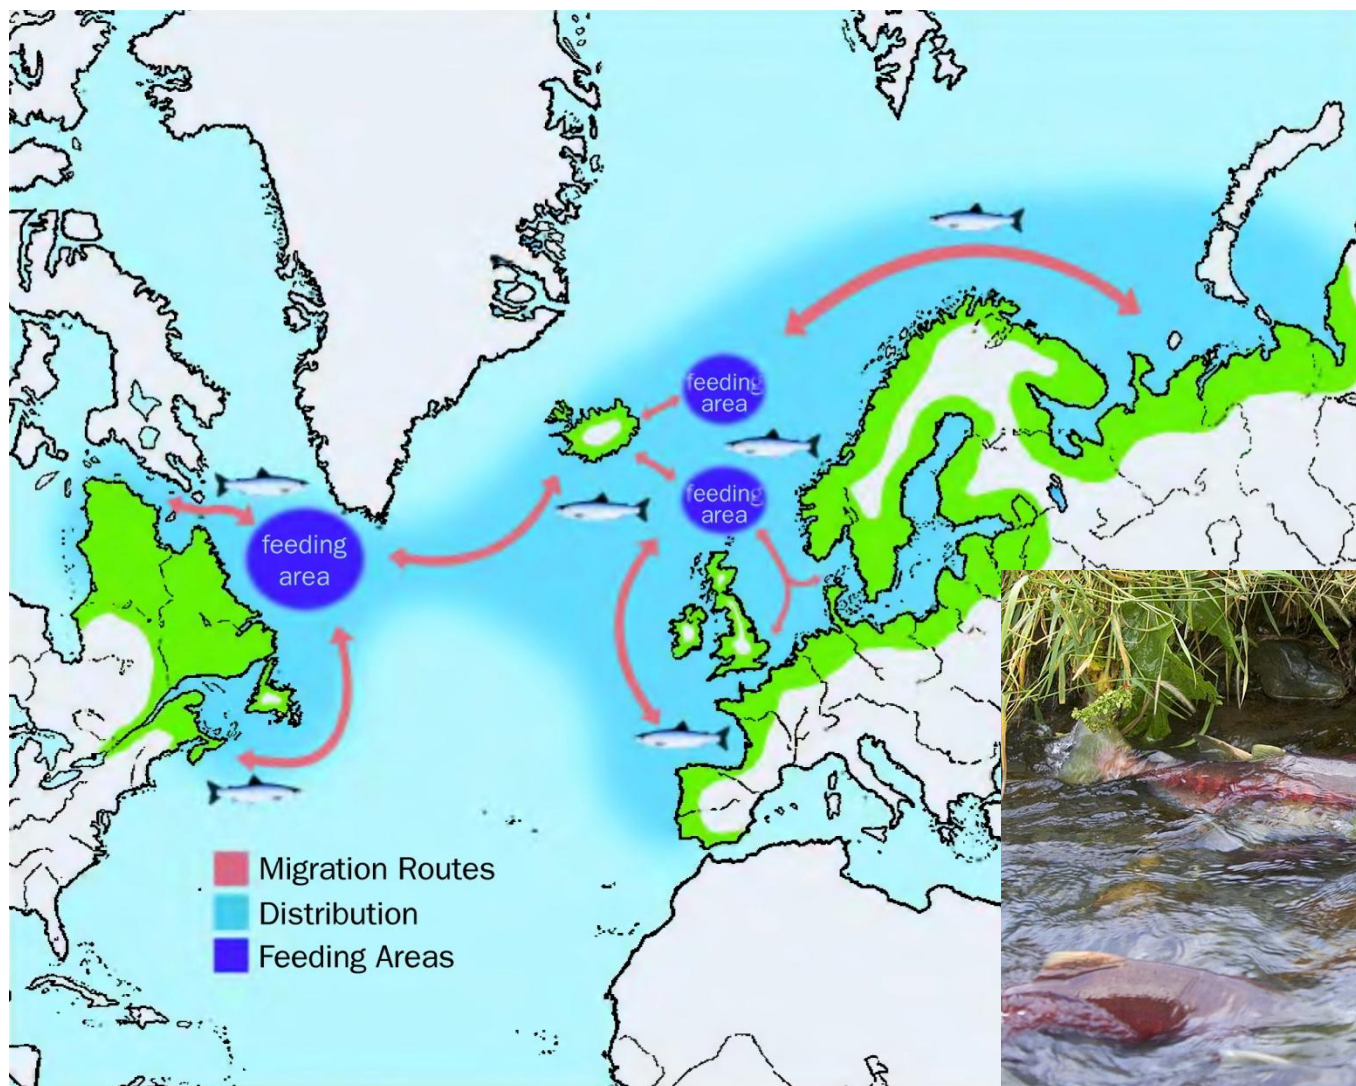 feeding
area
feeding
area
feeding
area
Migration Routes
Distribution
Feeding Areas